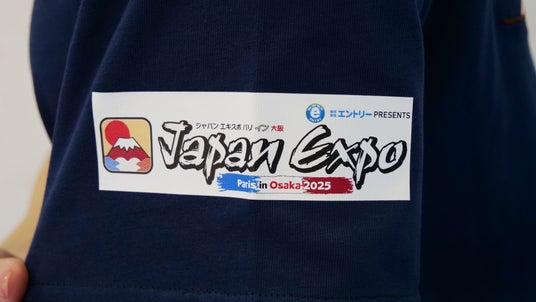 エントリー PRESENTS
ジャパン エキスポ パリ イン 大阪
Japan Expo
Paris in Osaka 2025